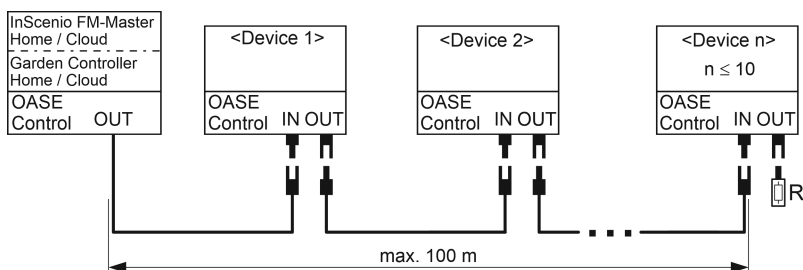 InScenio FM-Master
Home / Cloud
Garden Controller
Home / Cloud
OASE
Control OUT
<Device 1>
OASE
Control IN OUT
<Device 2>
OASE
Control IN OUT
<Device n>
n ≤ 10
OASE
Control IN OUT
R
max. 100 m